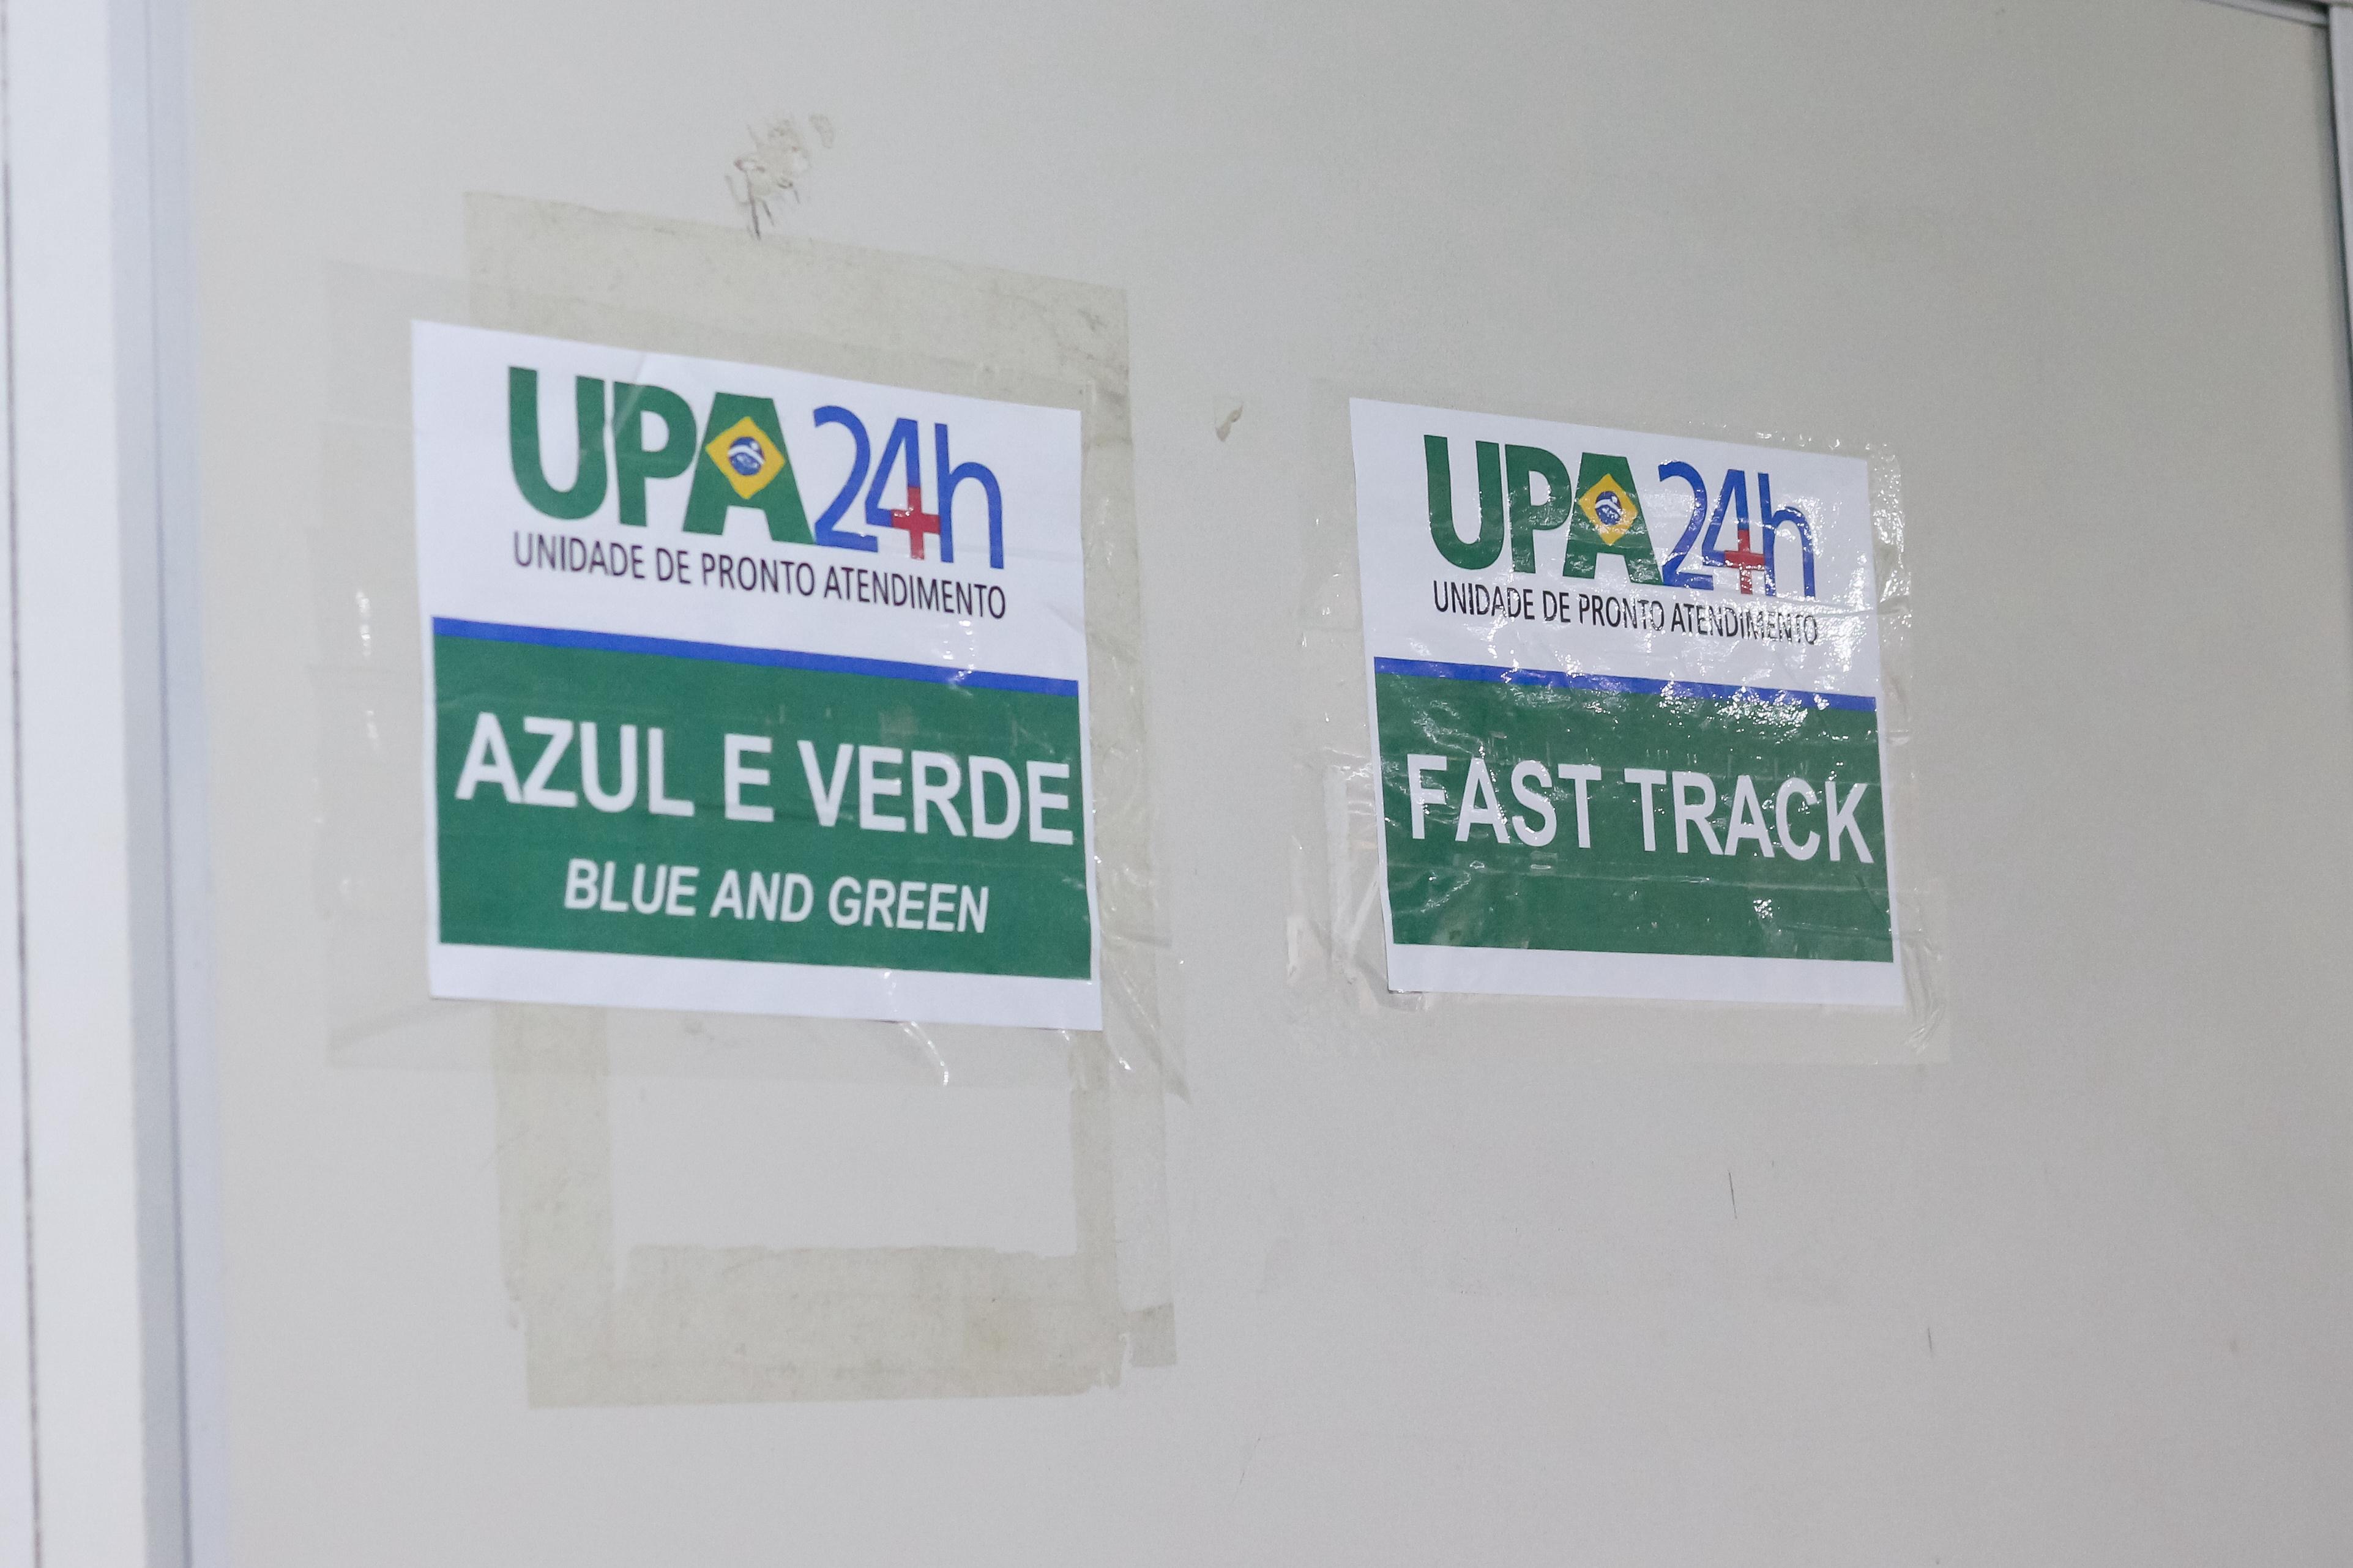 UPA24h
UNIDADE DE PRONTO ATENDIMENTO
AZUL E VERDE
BLUE AND GREEN
UPA24h
UNIDADE DE PRONTO ATENDIMENTO
FAST TRACK